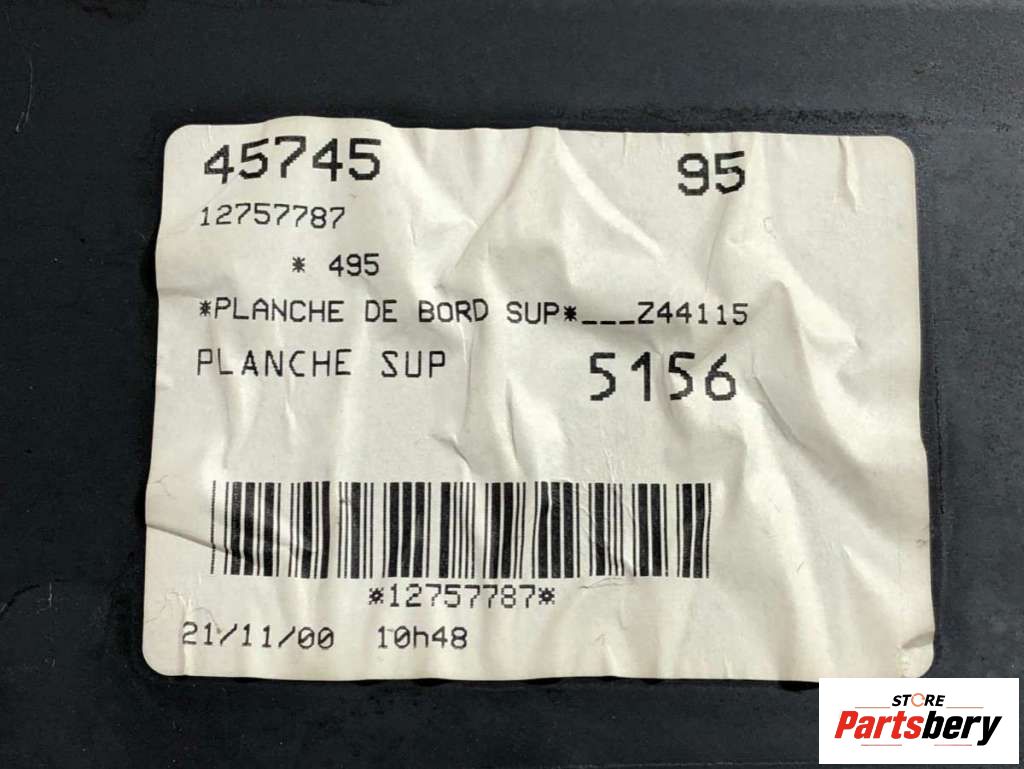 45745 95
12757787
* 495
*PLANCHE DE BORD SUP*___Z44115
PLANCHE SUP 5156
*12757787*
21/11/00 10h48
STORE
Partsbery